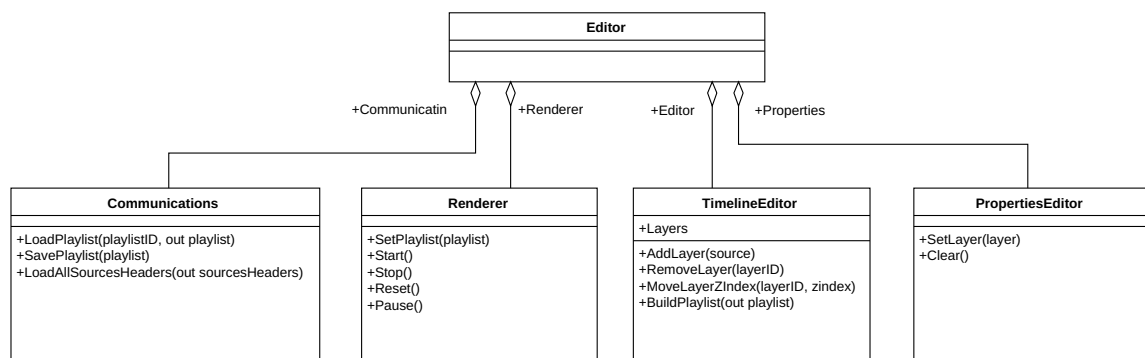 Editor
+Communicatin
+Renderer
+Editor
+Properties
Communications
+LoadPlaylist(playlistID, out playlist)
+SavePlaylist(playlist)
+LoadAllSourcesHeaders(out sourcesHeaders)
Renderer
+SetPlaylist(playlist)
+Start()
+Stop()
+Reset()
+Pause()
TimelineEditor
+Layers
+AddLayer(source)
+RemoveLayer(layerID)
+MoveLayerZIndex(layerID, zindex)
+BuildPlaylist(out playlist)
PropertiesEditor
+SetLayer(layer)
+Clear()